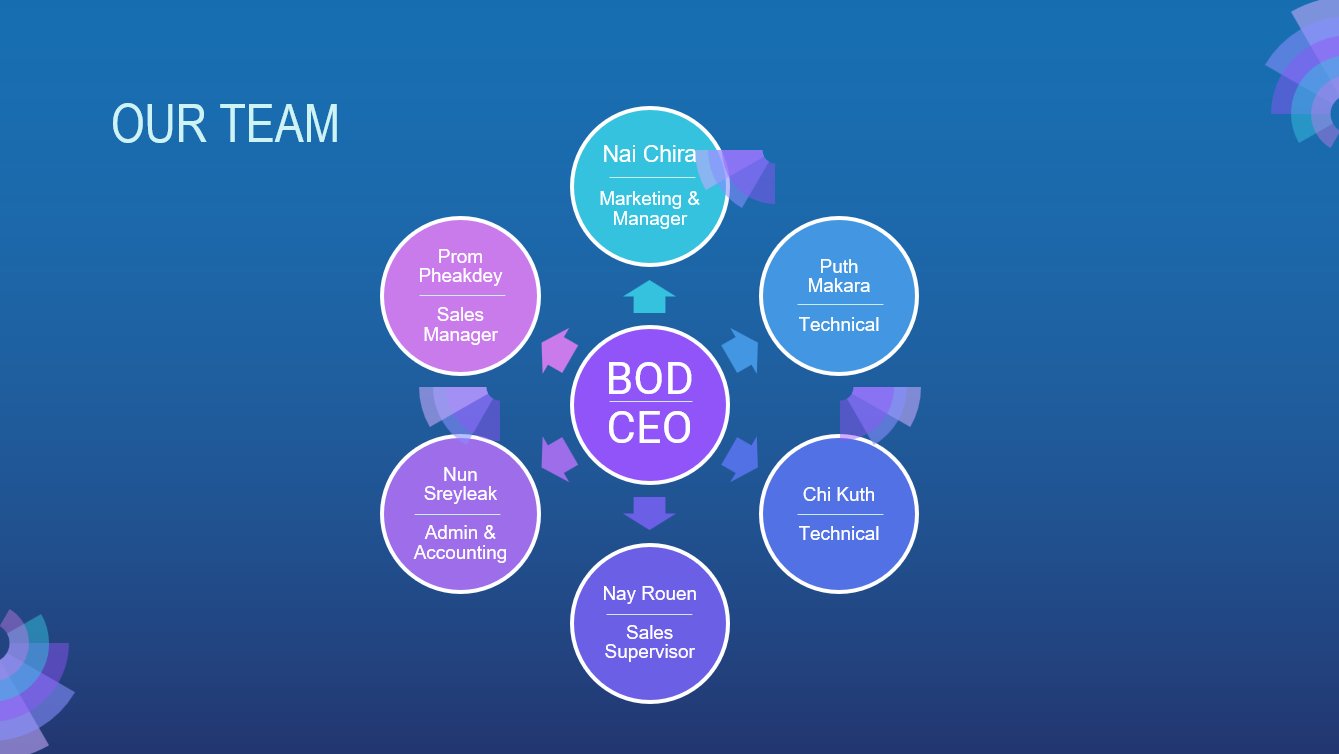 OUR TEAM
Nai Chira
Marketing &
Manager
Puth
Makara
Technical
Chi Kuth
Technical
Nay Rouen
Sales
Supervisor
Nun
Sreyleak
Admin &
Accounting
Prom
Pheakdey
Sales
Manager
BOD
CEO